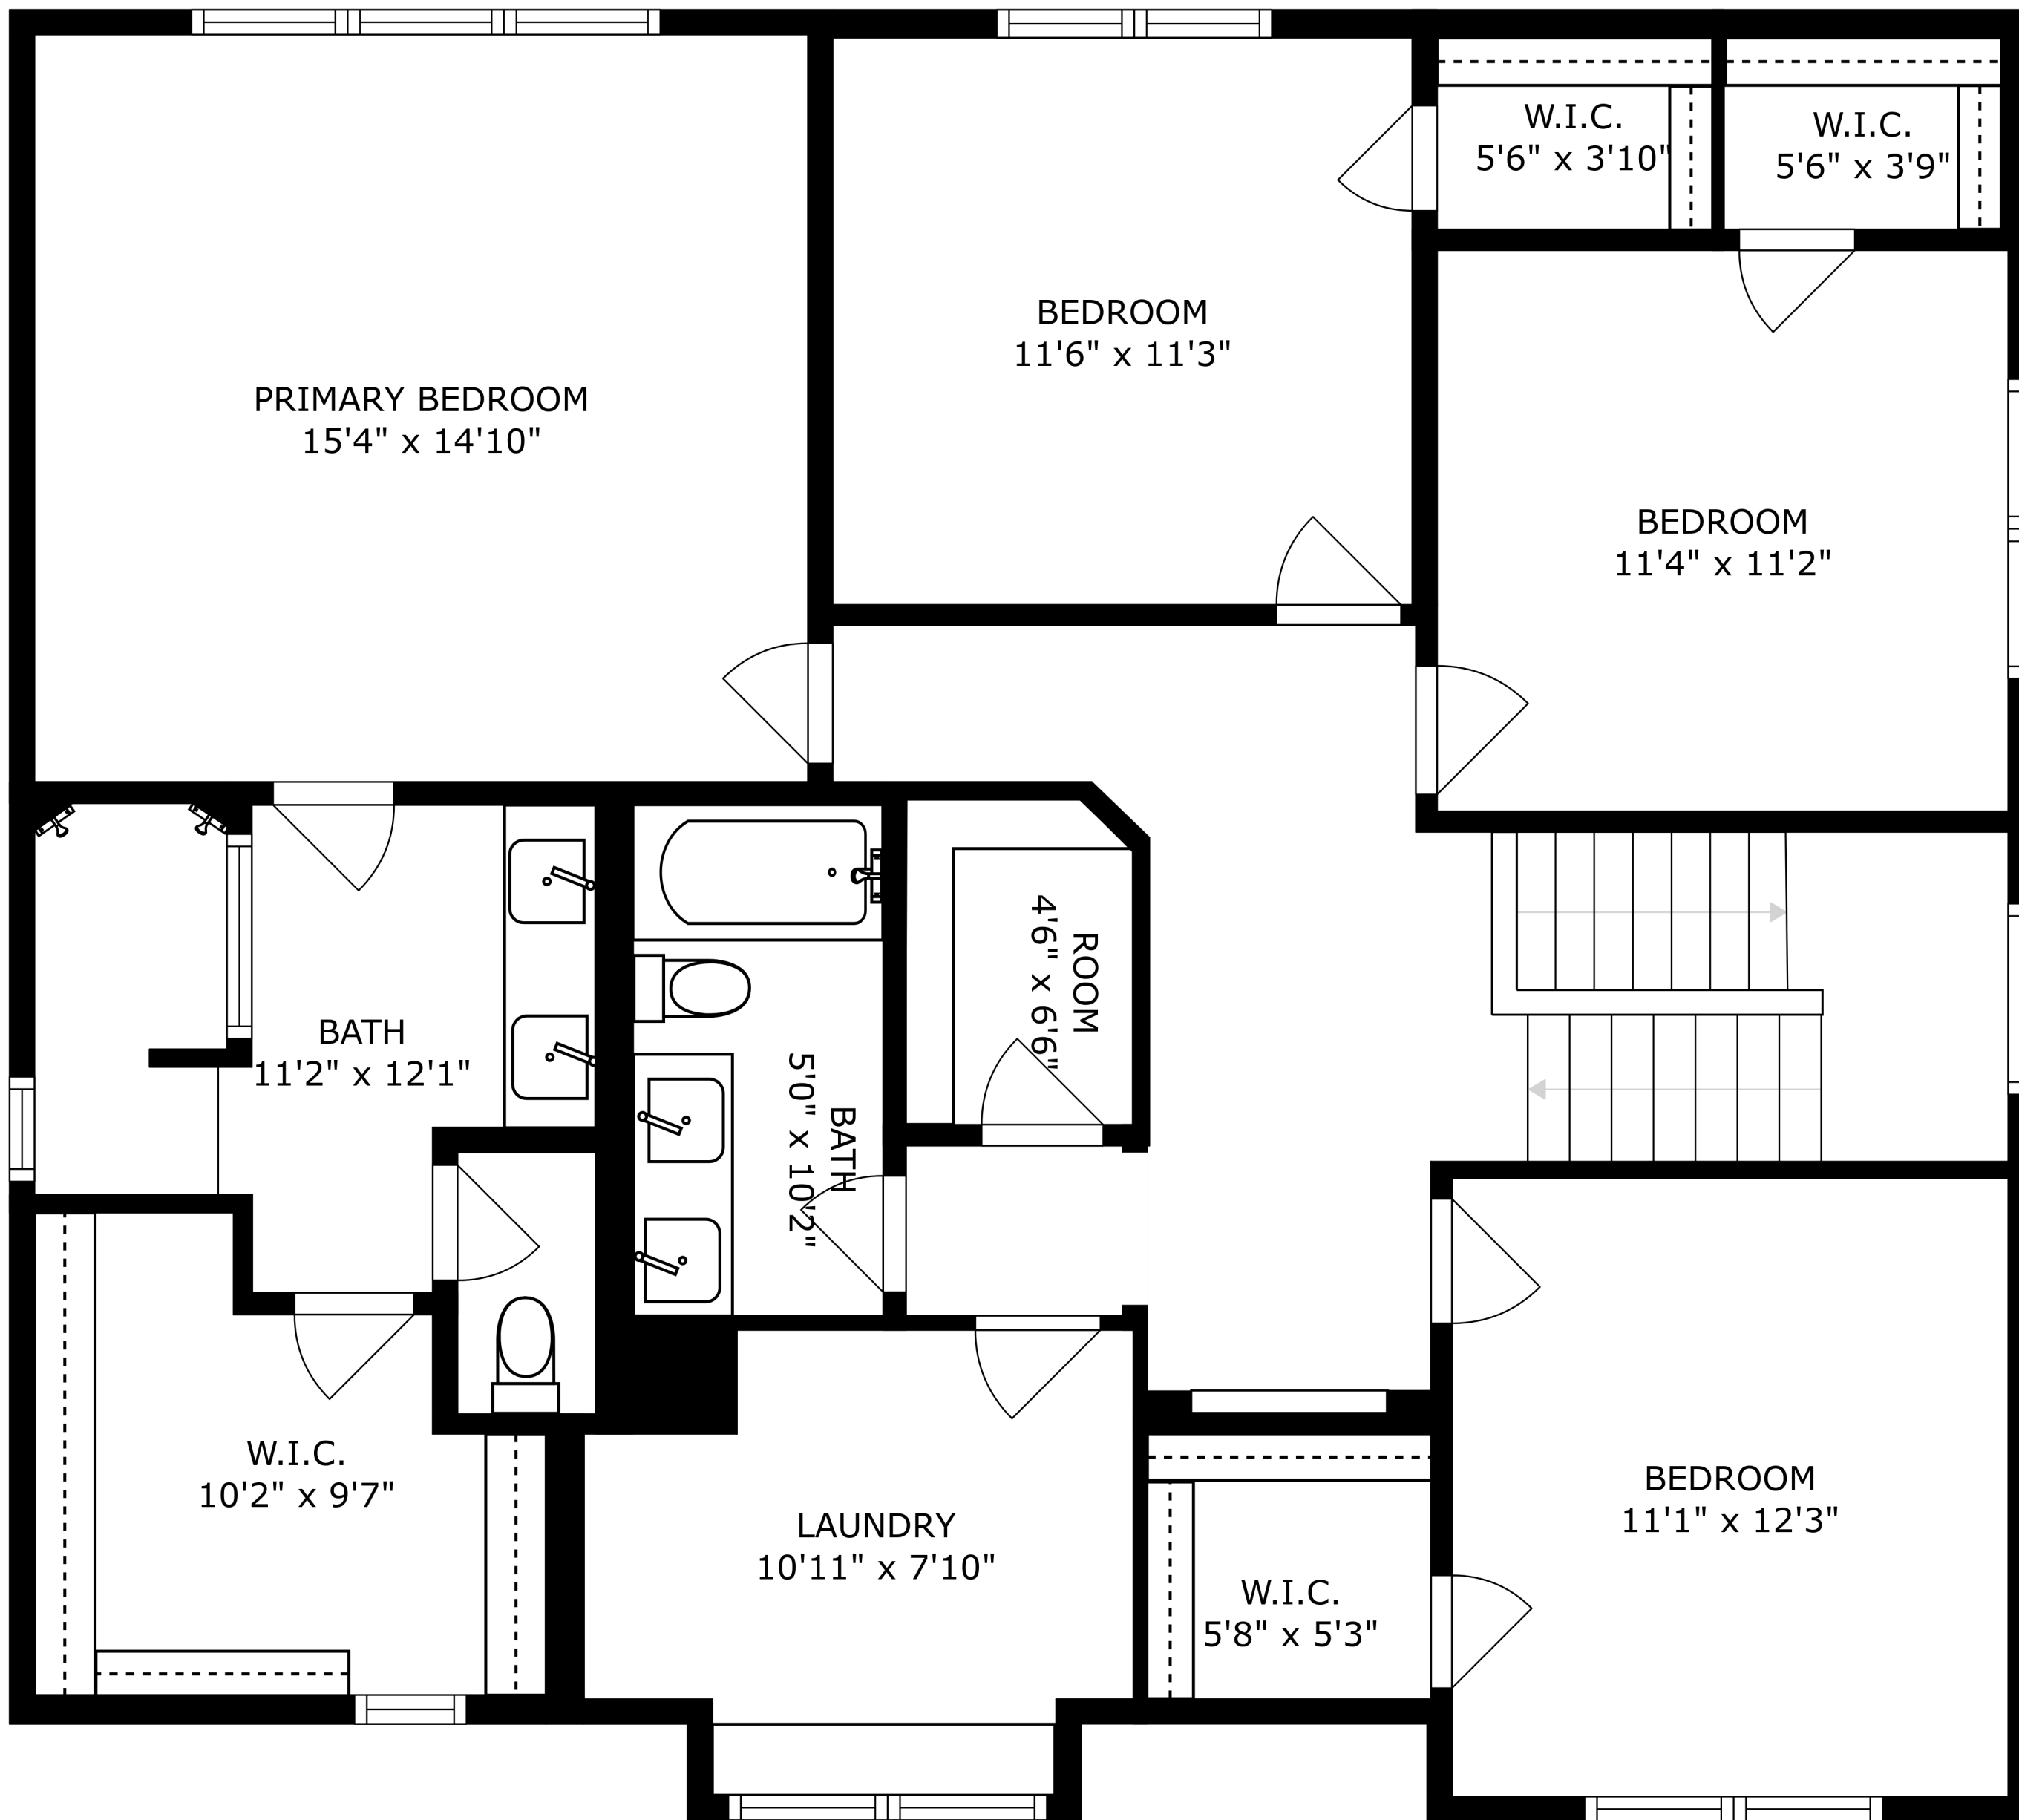 W.I.C.
5'6" x 3'10"
W.I.C.
5'6" x 3'9"
BEDROOM
11'6" x 11'3"
PRIMARY BEDROOM
15'4" x 14'10"
BEDROOM
11'4" x 11'2"
ROOM
4'6" x 6'6"
BATH
11'2" x 12'1"
BATH
5'0" x 10'2"
W.I.C.
10'2" x 9'7"
LAUNDRY
10'11" x 7'10"
W.I.C.
5'8" x 5'3"
BEDROOM
11'1" x 12'3"